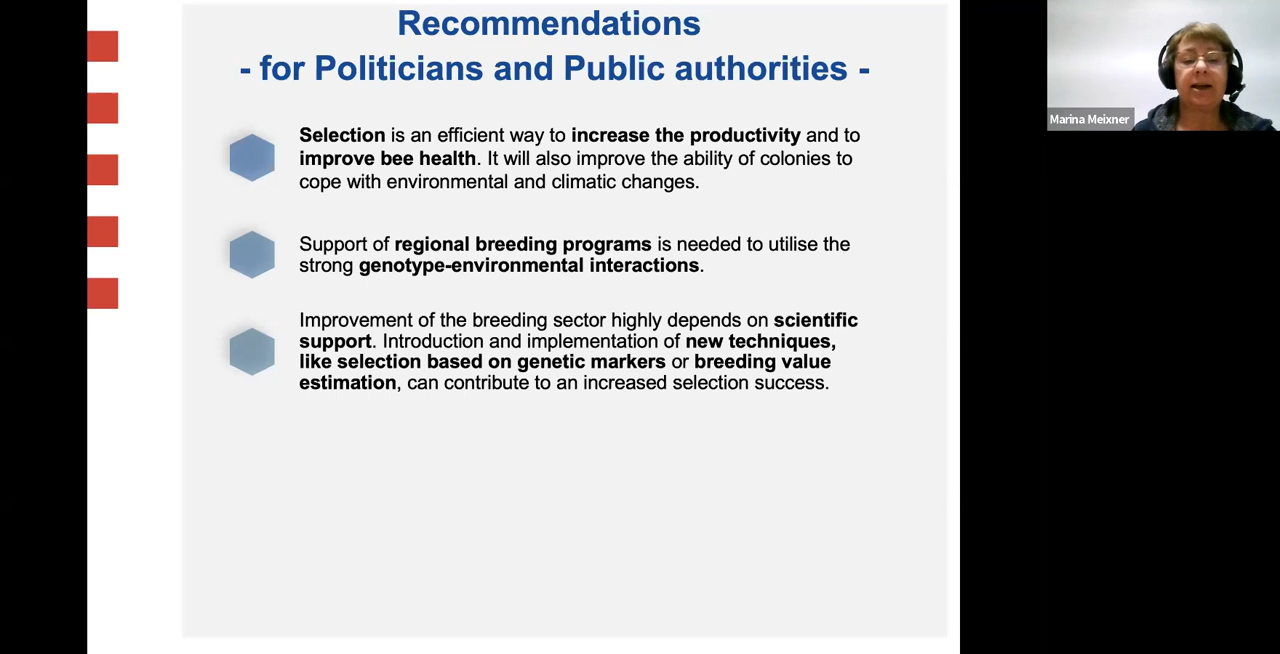 Recommendations
- for Politicians and Public authorities -
Marina Meixner
Selection is an efficient way to increase the productivity and to
improve bee health. It will also improve the ability of colonies to
cope with environmental and climatic changes.
Support of regional breeding programs is needed to utilise the
strong genotype-environmental interactions.
Improvement of the breeding sector highly depends on scientific
support. Introduction and implementation of new techniques,
like selection based on genetic markers or breeding value
estimation, can contribute to an increased selection success.